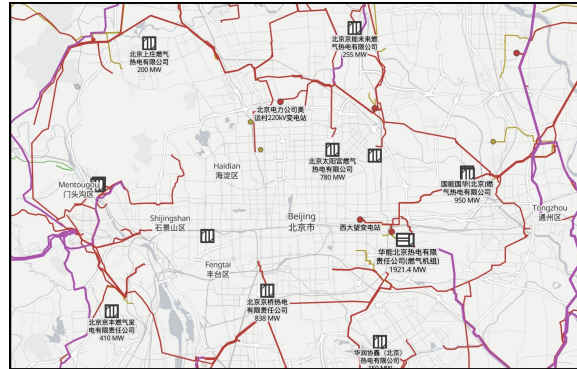 北京上庄燃气
热电有限公司
200 MW
北京京能未来燃
气热电有限公司
255 MW
北京电力公司奥
运村220kV变电站
北京太阳宫燃气
热电有限公司
780 MW
Haidian
海淀区
国能国华(北京)燃
气热电有限公司
950 MW
Mentougou
门头沟区
Tongzhou
通州区
Shijingshan
石景山区
Beijing
北京市
西大望变电站
华能北京热电有限
责任公司(燃气机组)
1921.4 MW
Fengtai
丰台区
北京京桥热电
有限责任公司
838 MW
北京京丰燃气发
电有限责任公司
410 MW
华润协鑫（北京）
热电有限公司
150 MW